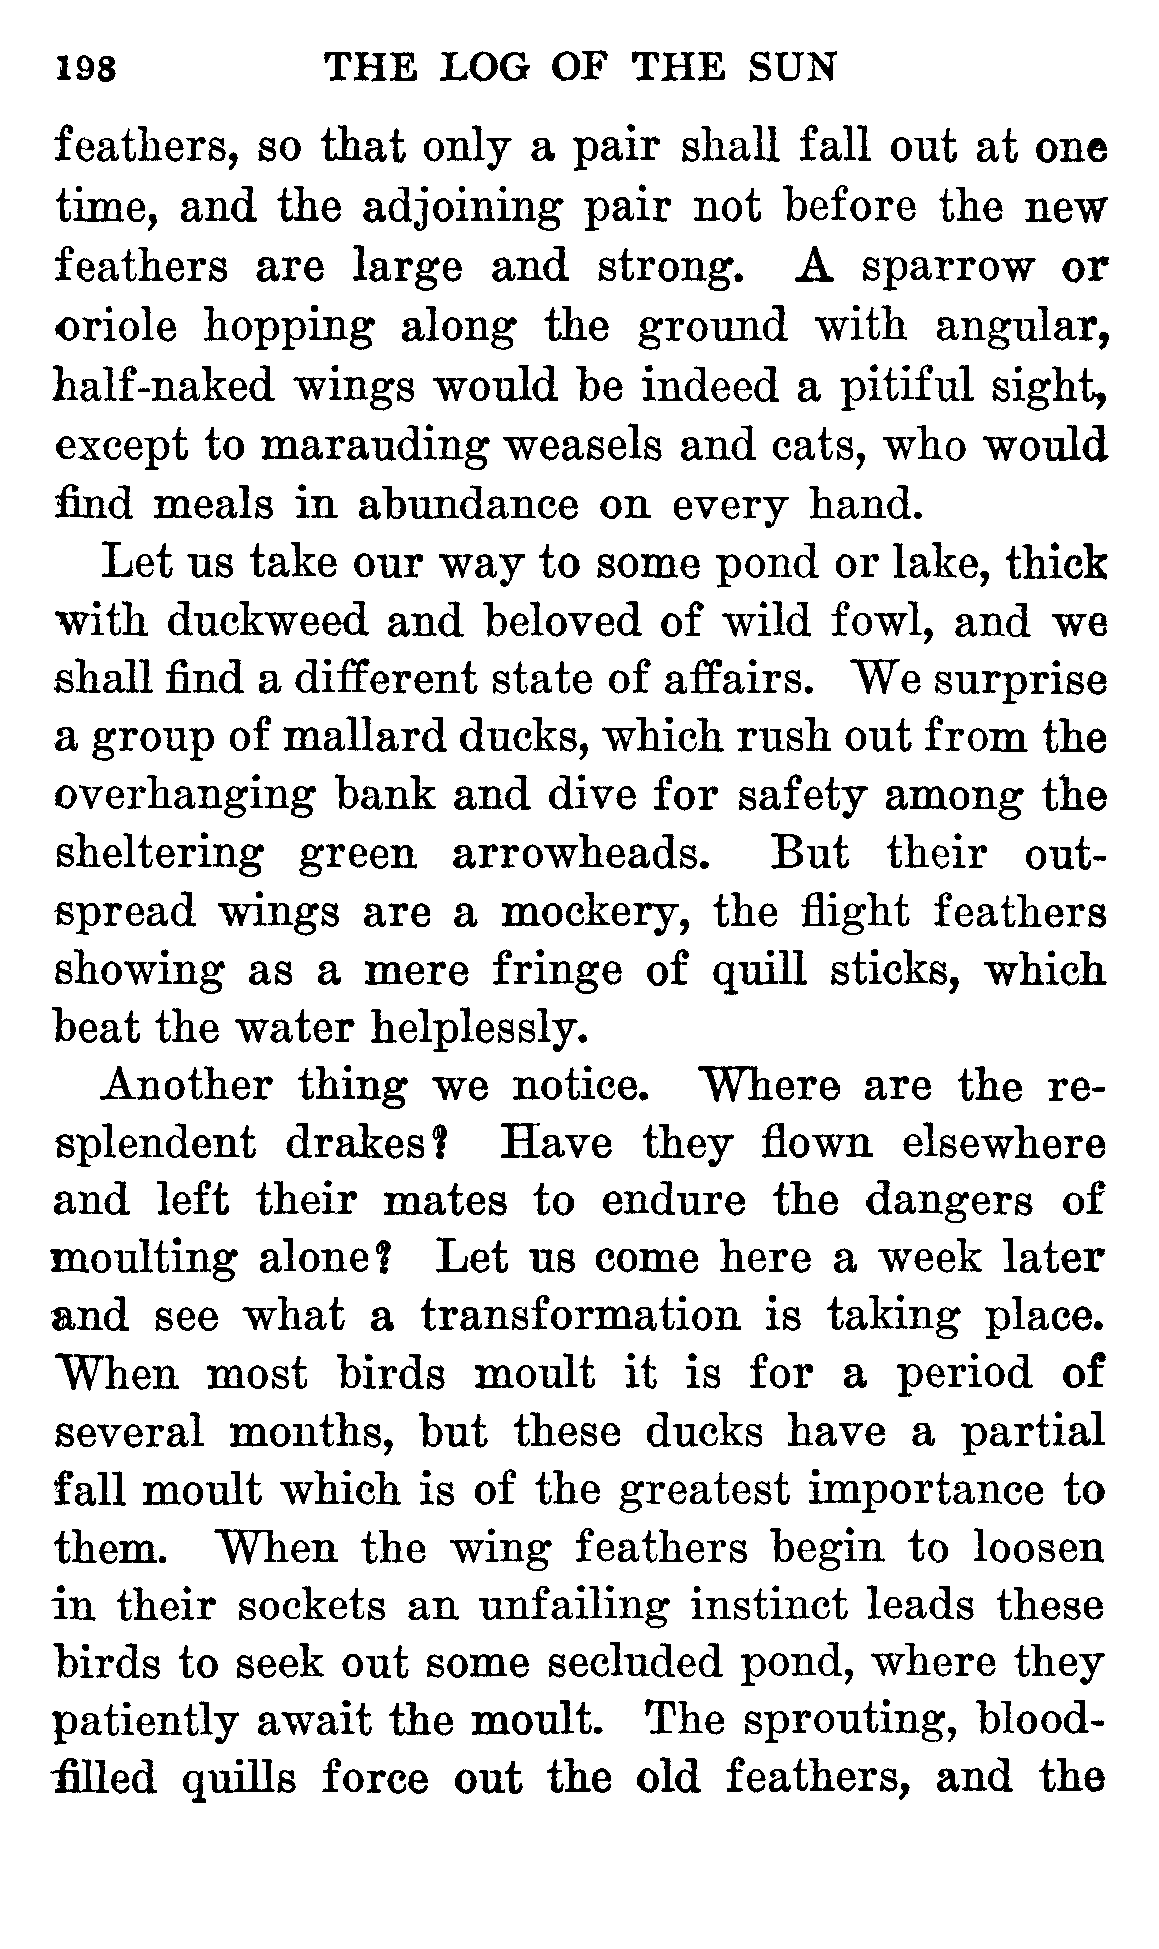 198 THE LOG OF THE SUN
feathers, so that only a pair shall fall out at one
time, and the adjoining pair not before the new
feathers are large and strong. A sparrow or
oriole hopping along the ground with angular,
half-naked wings would be indeed a pitiful sight,
except to marauding weasels and cats, who would
find meals in abundance on every hand.
Let us take our way to some pond or lake, thick
with duckweed and beloved of wild fowl, and we
shall find a different state of affairs. We surprise
a group of mallard ducks, which rush out from the
overhanging bank and dive for safety among the
sheltering green arrowheads. But their out-
spread wings are a mockery, the flight feathers
showing as a mere fringe of quill sticks, which
beat the water helplessly.
Another thing we notice. Where are the re-
splendent drakes? Have they flown elsewhere
and left their mates to endure the dangers of
moulting alone? Let us come here a week later
and see what a transformation is taking place.
When most birds moult it is for a period of
several months, but these ducks have a partial
fall moult which is of the greatest importance to
them. When the wing feathers begin to loosen
in their sockets an unfailing instinct leads these
birds to seek out some secluded pond, where they
patiently await the moult. The sprouting, blood-
filled quills force out the old feathers, and the